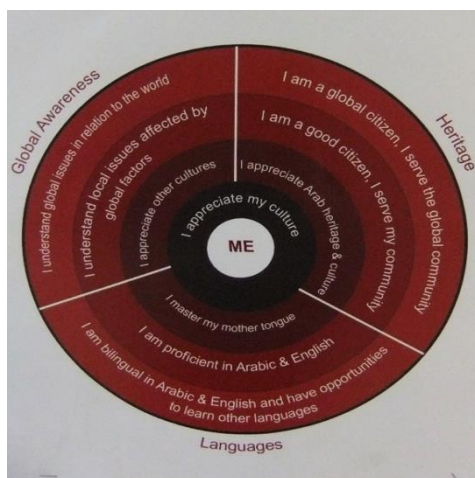 Global Awareness
I understand global issues in relation to the world
I understand local issues affected by
global factors
I appreciate other cultures
Heritage
I am a global citizen, I serve the global community
I am a good citizen, I serve my community
I appreciate Arab heritage & culture
I appreciate my culture
ME
I master my mother tongue
I am proficient in Arabic & English
I am bilingual in Arabic & English and have opportunities
to learn other languages
Languages